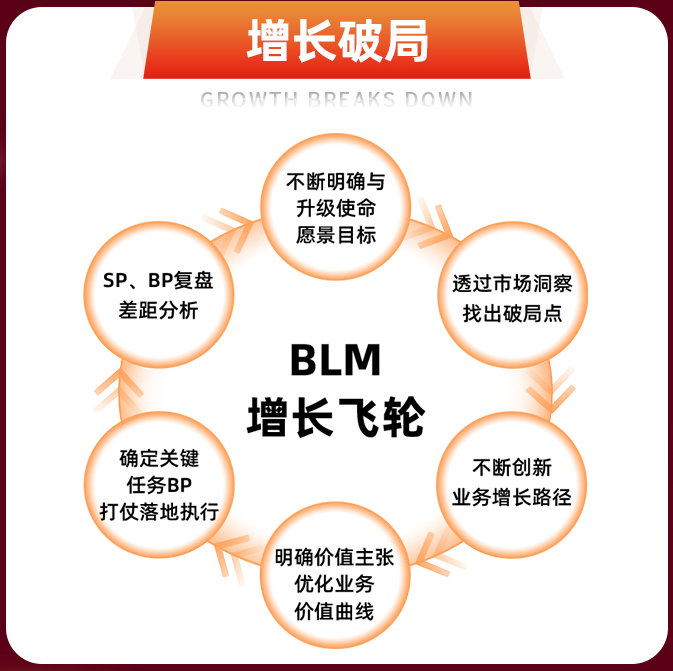 增长破局
GROWTH BREAKS DOWN
不断明确与
升级使命
愿景目标
透过市场洞察
找出破局点
不断创新
业务增长路径
明确价值主张
优化业务
价值曲线
确定关键
任务BP
打仗落地执行
SP、BP复盘
差距分析
BLM
增长飞轮